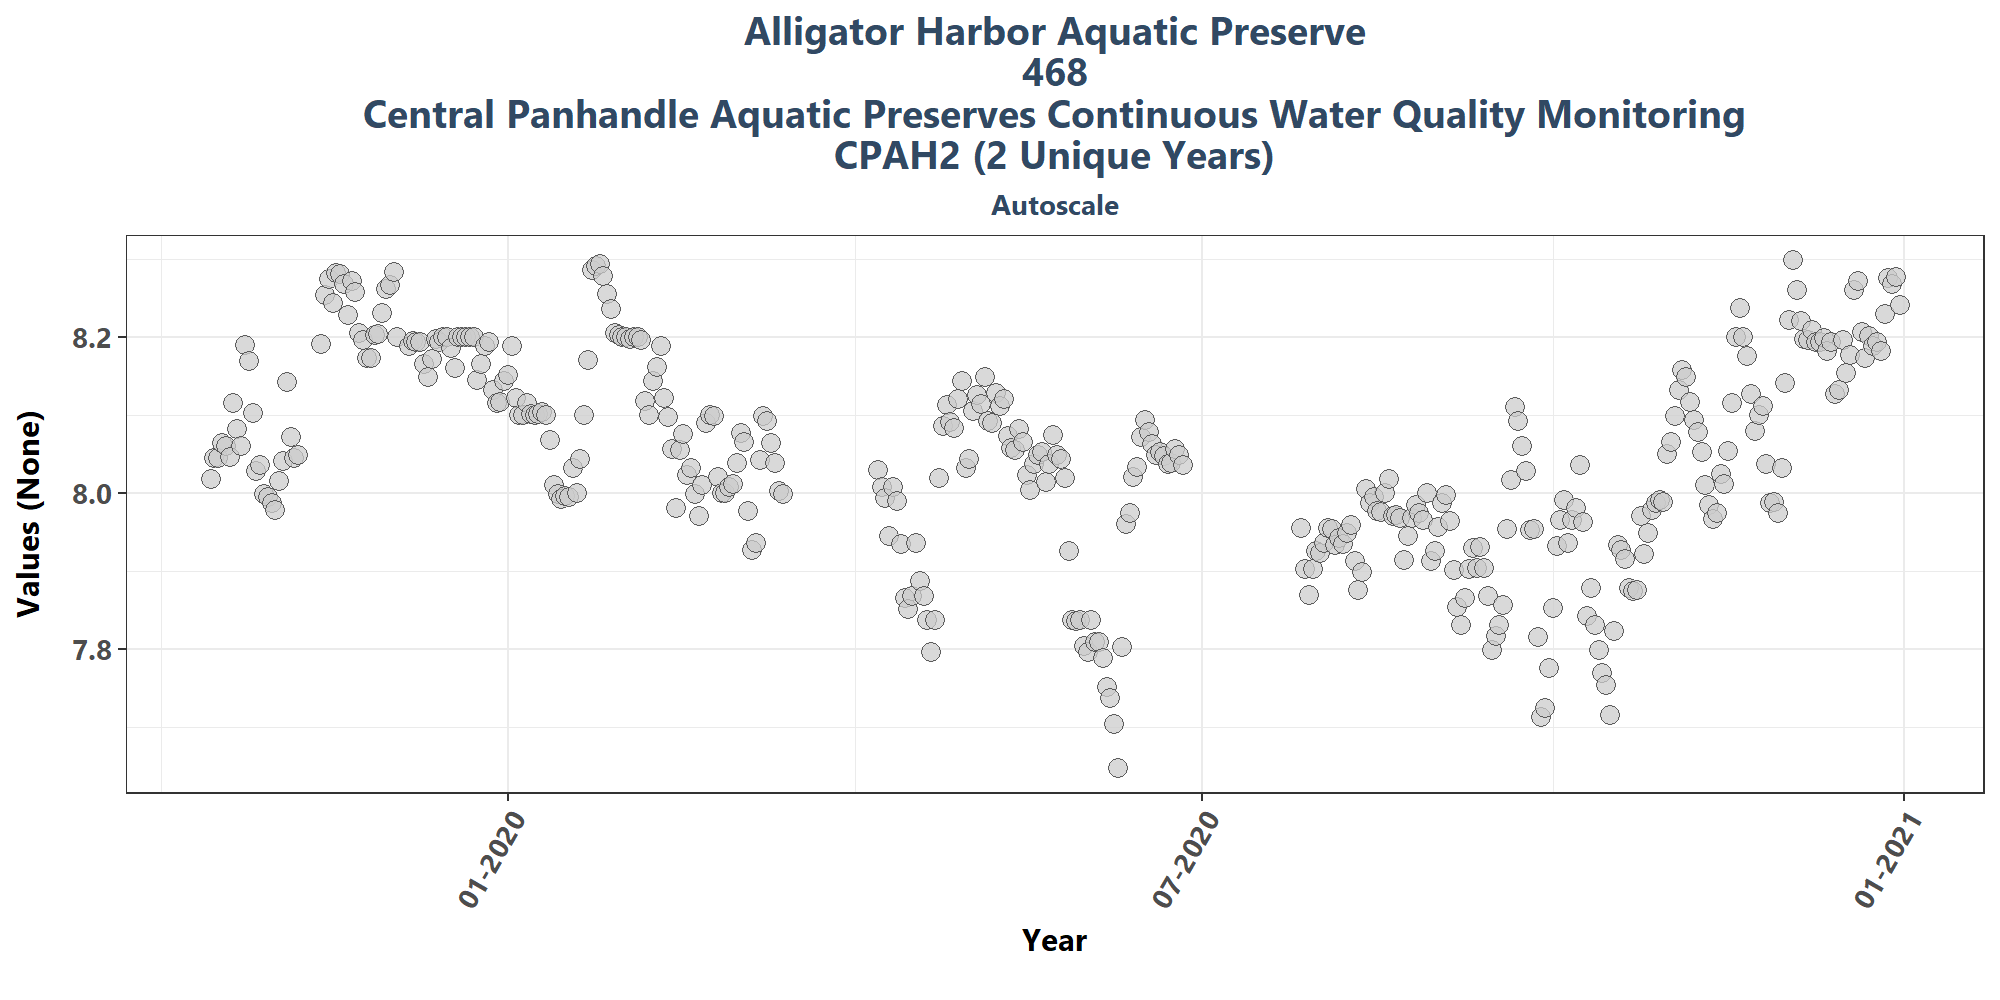 Alligator Harbor Aquatic Preserve
468
Central Panhandle Aquatic Preserves Continuous Water Quality Monitoring
CPAH2 (2 Unique Years)
Autoscale
Values (None)
8.2
8.0
7.8
01-2020
07-2020
01-2021
Year